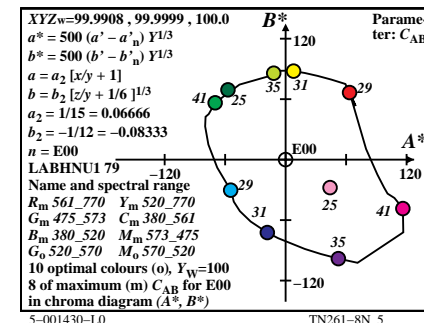 XYZw=99.9908 , 99.9999 , 100.0
a* = 500 (a' - a'n) Y1/3
b* = 500 (b' - b'n) Y1/3
a = a2 [x/y + 1]
b = b2 [z/y + 1/6 ]1/3
a2 = 1/15 = 0.06666
b2 = −1/12 = −0.08333
n = E00
LABHNU1 79
Name and spectral range
Rm 561_770 Ym 520_770
Gm 475_573 Cm 380_561
Bm 380_520 Mm 573_475
Go 520_570 Mo 570_520
10 optimal colours (o), YW=100
8 of maximum (m) CAB for E00
in chroma diagram (A*, B*)
B*
Parame-
ter: CAB
120
35
31
29
41
25
A*
E00
−120
120
29
25
31
41
35
−120
5-001430-L0
TN261-8N_5